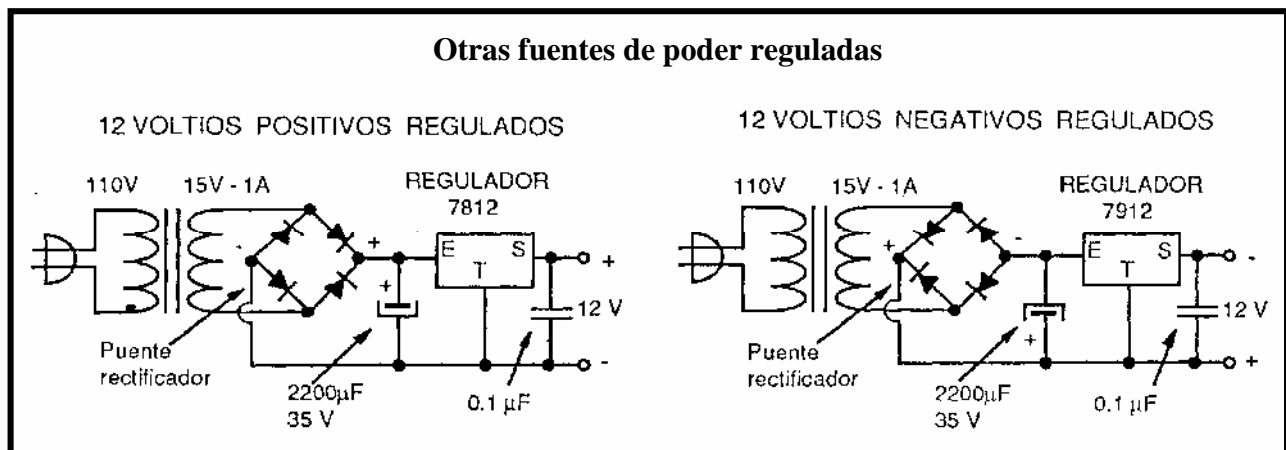 Otras fuentes de poder reguladas
12 VOLTIOS POSITIVOS REGULADOS
110V
15V - 1A
REGULADOR
7812
-
+
E
S
T
+
+
12 V
-
Puente
rectificador
2200µF
35 V
0.1 µF
12 VOLTIOS NEGATIVOS REGULADOS
110V
15V - 1A
REGULADOR
7912
+
-
E
S
T
-
12 V
+
+
Puente
rectificador
2200µF
35 V
0.1 µF